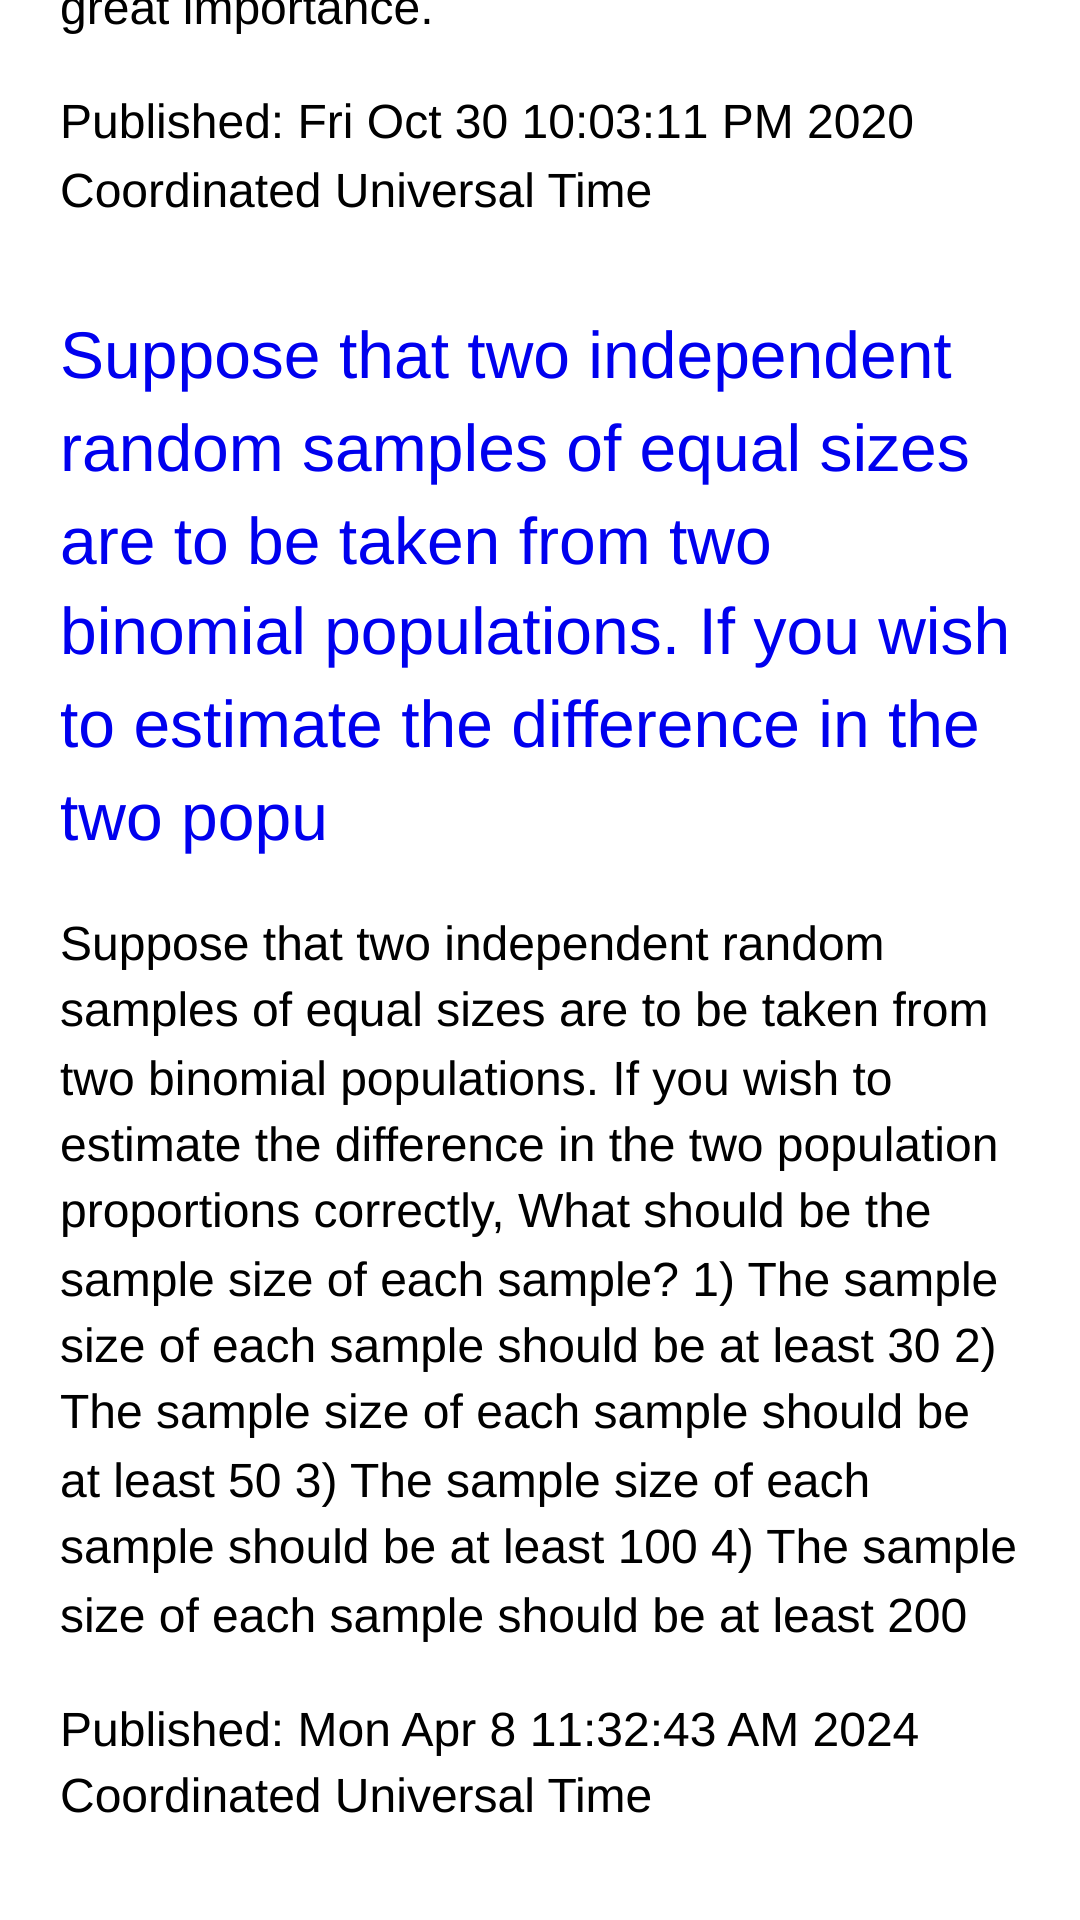 great importance.
Published: Fri Oct 30 10:03:11 PM 2020
Coordinated Universal Time
Suppose that two independent
random samples of equal sizes
are to be taken from two
binomial populations. If you wish
to estimate the difference in the
two popu
Suppose that two independent random
samples of equal sizes are to be taken from
two binomial populations. If you wish to
estimate the difference in the two population
proportions correctly, What should be the
sample size of each sample? 1) The sample
size of each sample should be at least 30 2)
The sample size of each sample should be
at least 50 3) The sample size of each
sample should be at least 100 4) The sample
size of each sample should be at least 200
Published: Mon Apr 8 11:32:43 AM 2024
Coordinated Universal Time